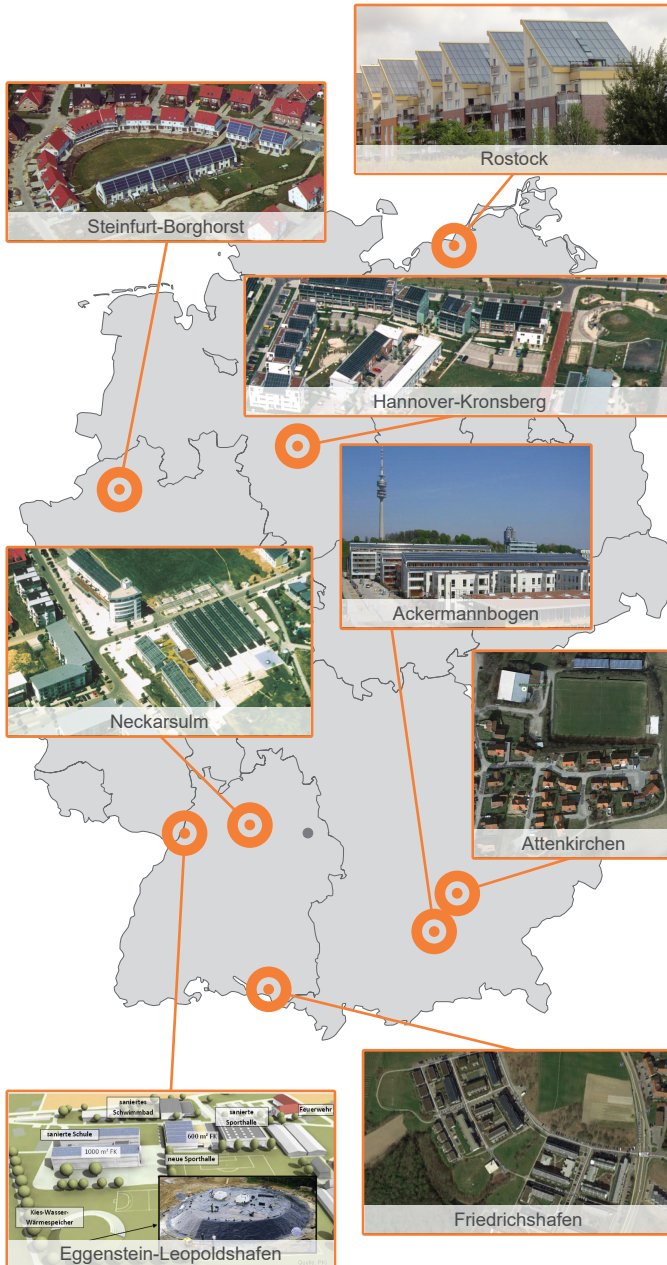 Rostock
Steinfurt-Borghorst
Hannover-Kronsberg
Ackermannbogen
Neckarsulm
Attenkirchen
saniertes
Schwimmbad
sanierte
Sporthalle
Feuerwehr
sanierte Schule
600 m² FK
1000 m² FK
neue Sporthalle
Kies-Wasser-
Wärmespeicher
Eggenstein-Leopoldshafen
Friedrichshafen